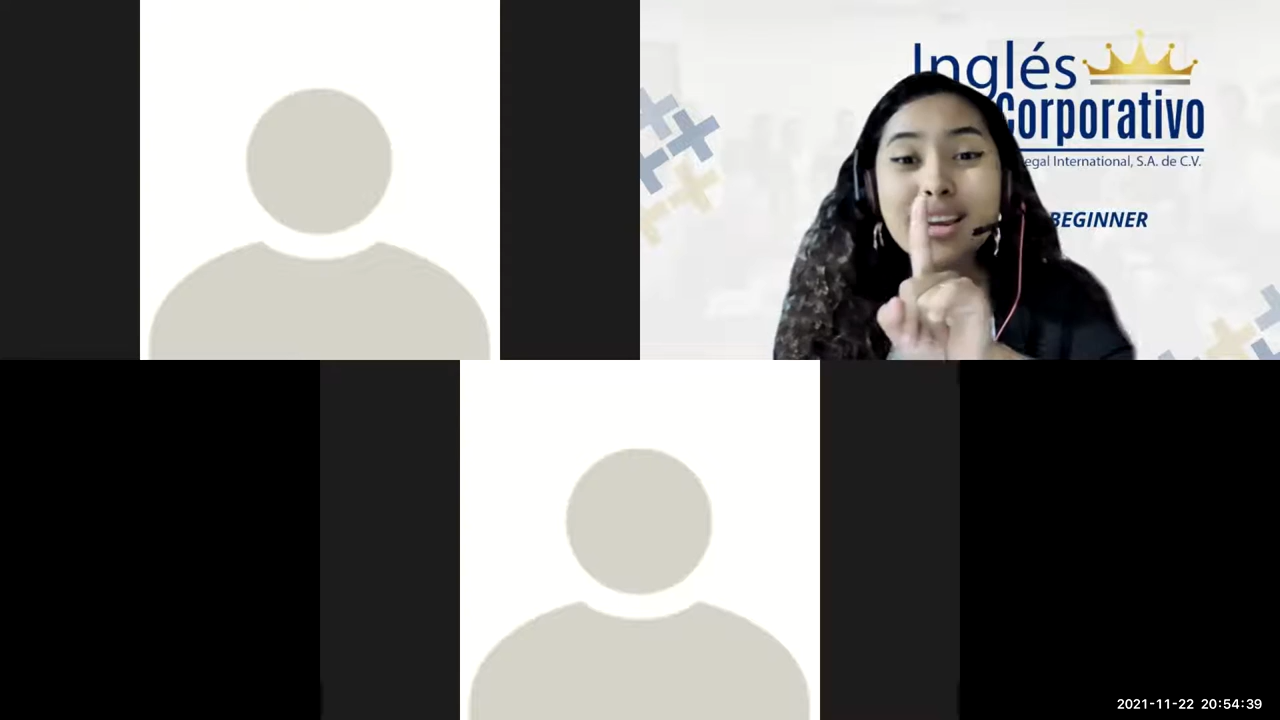 Inglés
Corporativo
egal International, S.A. de C.V.
BEGINNER
2021-11-22 20:54:39